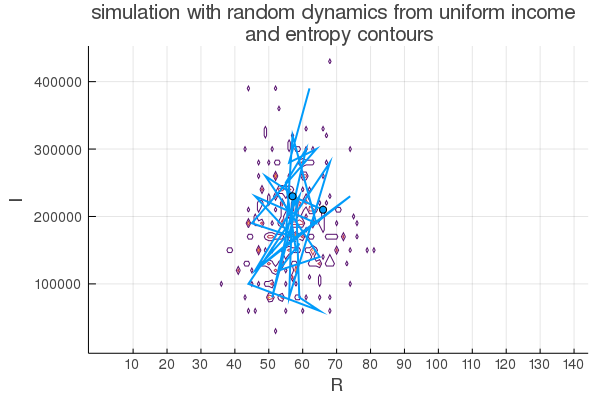 simulation with random dynamics from uniform income
and entropy contours
400000
300000
200000
100000
I
10 20 30 40 50 60 70 80 90 100 110 120 130 140
R